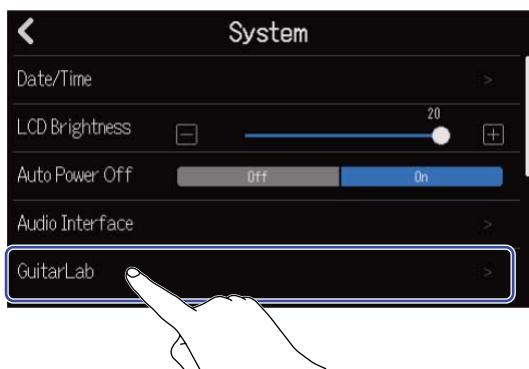 System
Date/Time
LCD Brightness 20
Auto Power Off Off On
Audio Interface
GuitarLab